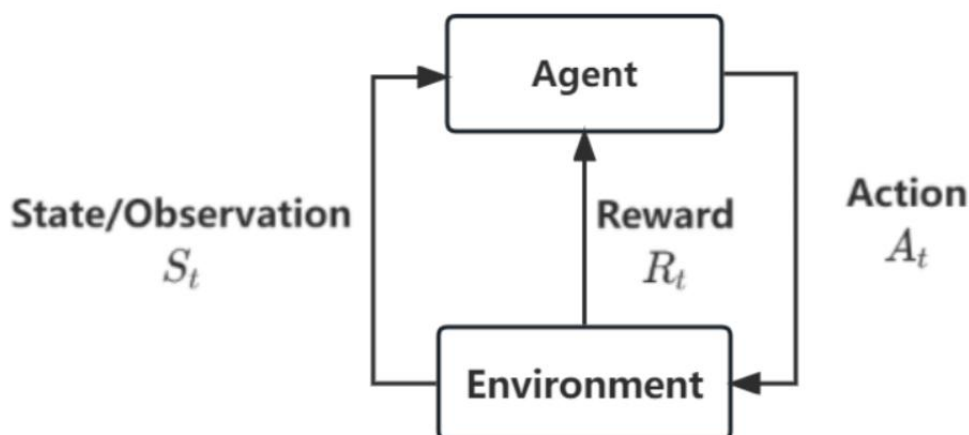 Agent
State/Observation
S_t
Reward
R_t
Action
A_t
Environment